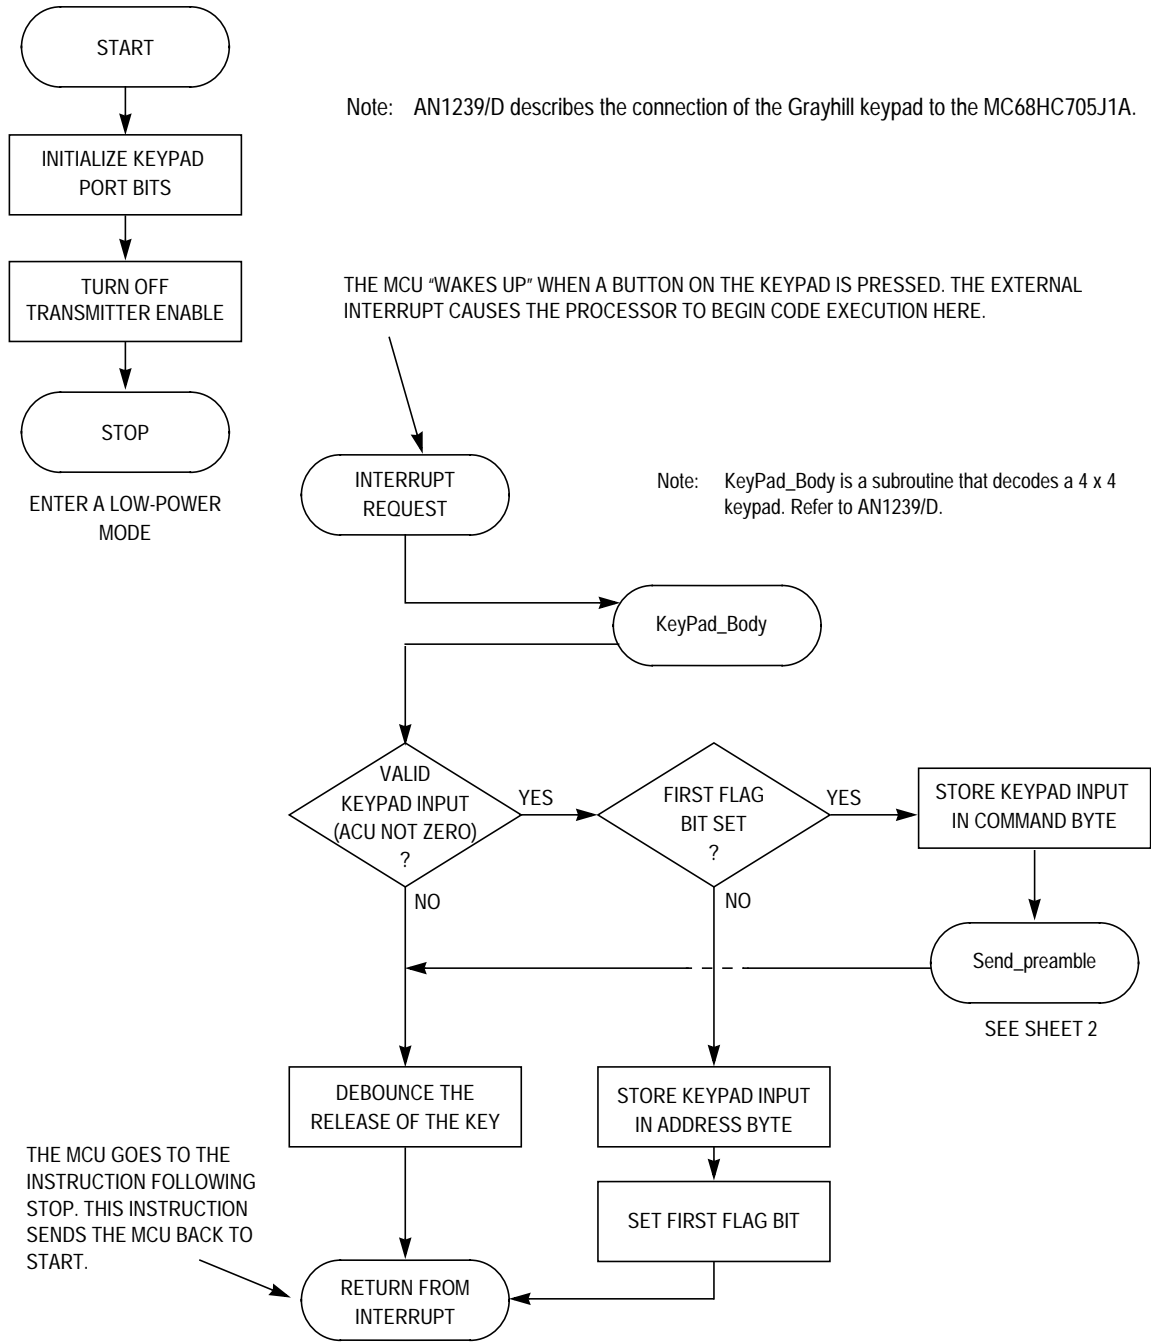 START
Note: AN1239/D describes the connection of the Grayhill keypad to the MC68HC705J1A.
INITIALIZE KEYPAD
PORT BITS
TURN OFF
TRANSMITTER ENABLE
THE MCU "WAKES UP" WHEN A BUTTON ON THE KEYPAD IS PRESSED. THE EXTERNAL
INTERRUPT CAUSES THE PROCESSOR TO BEGIN CODE EXECUTION HERE.
STOP
ENTER A LOW-POWER
MODE
INTERRUPT
REQUEST
Note: KeyPad_Body is a subroutine that decodes a 4 x 4
keypad. Refer to AN1239/D.
KeyPad_Body
VALID
KEYPAD INPUT
(ACU NOT ZERO)
?
YES
NO
FIRST FLAG
BIT SET
?
YES
NO
STORE KEYPAD INPUT
IN COMMAND BYTE
Send_preamble
SEE SHEET 2
DEBOUNCE THE
RELEASE OF THE KEY
STORE KEYPAD INPUT
IN ADDRESS BYTE
SET FIRST FLAG BIT
THE MCU GOES TO THE
INSTRUCTION FOLLOWING
STOP. THIS INSTRUCTION
SENDS THE MCU BACK TO
START.
RETURN FROM
INTERRUPT